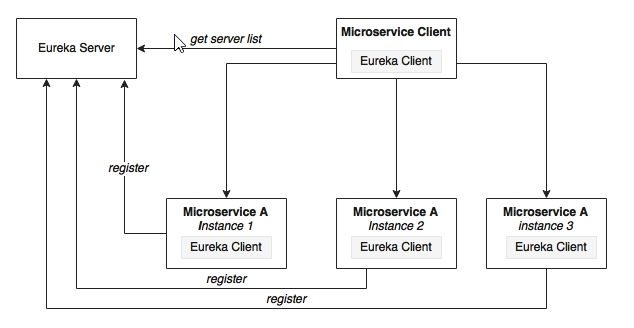 Eureka Server
get server list
Microservice Client
Eureka Client
register
Microservice A
Instance 1
Eureka Client
Microservice A
Instance 2
Eureka Client
Microservice A
instance 3
Eureka Client
register
register